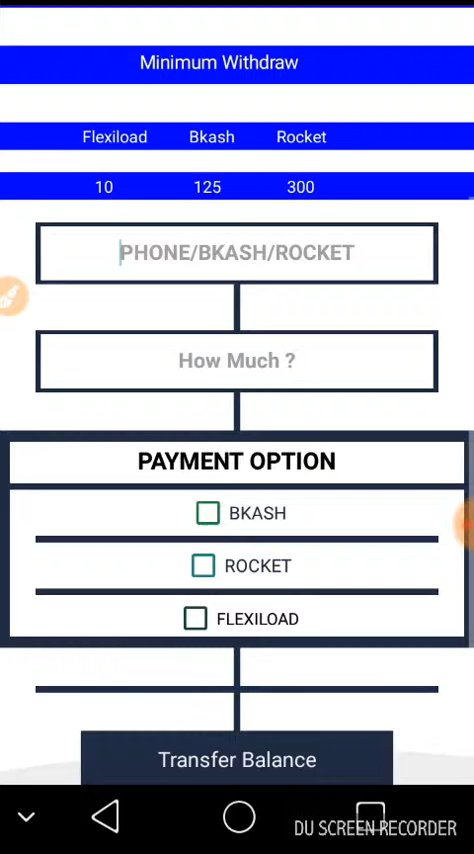 Minimum Withdraw
Flexiload Bkash Rocket
10 125 300
PHONE/BKASH/ROCKET
How Much ?
PAYMENT OPTION
BKASH
ROCKET
FLEXILOAD
Transfer Balance
DU SCREEN RECORDER